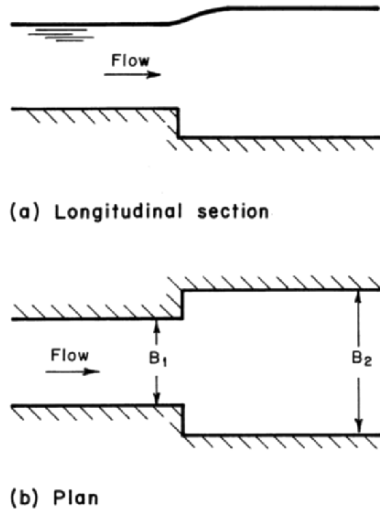 Flow
(a) Longitudinal section
Flow
B₁
B₂
(b) Plan